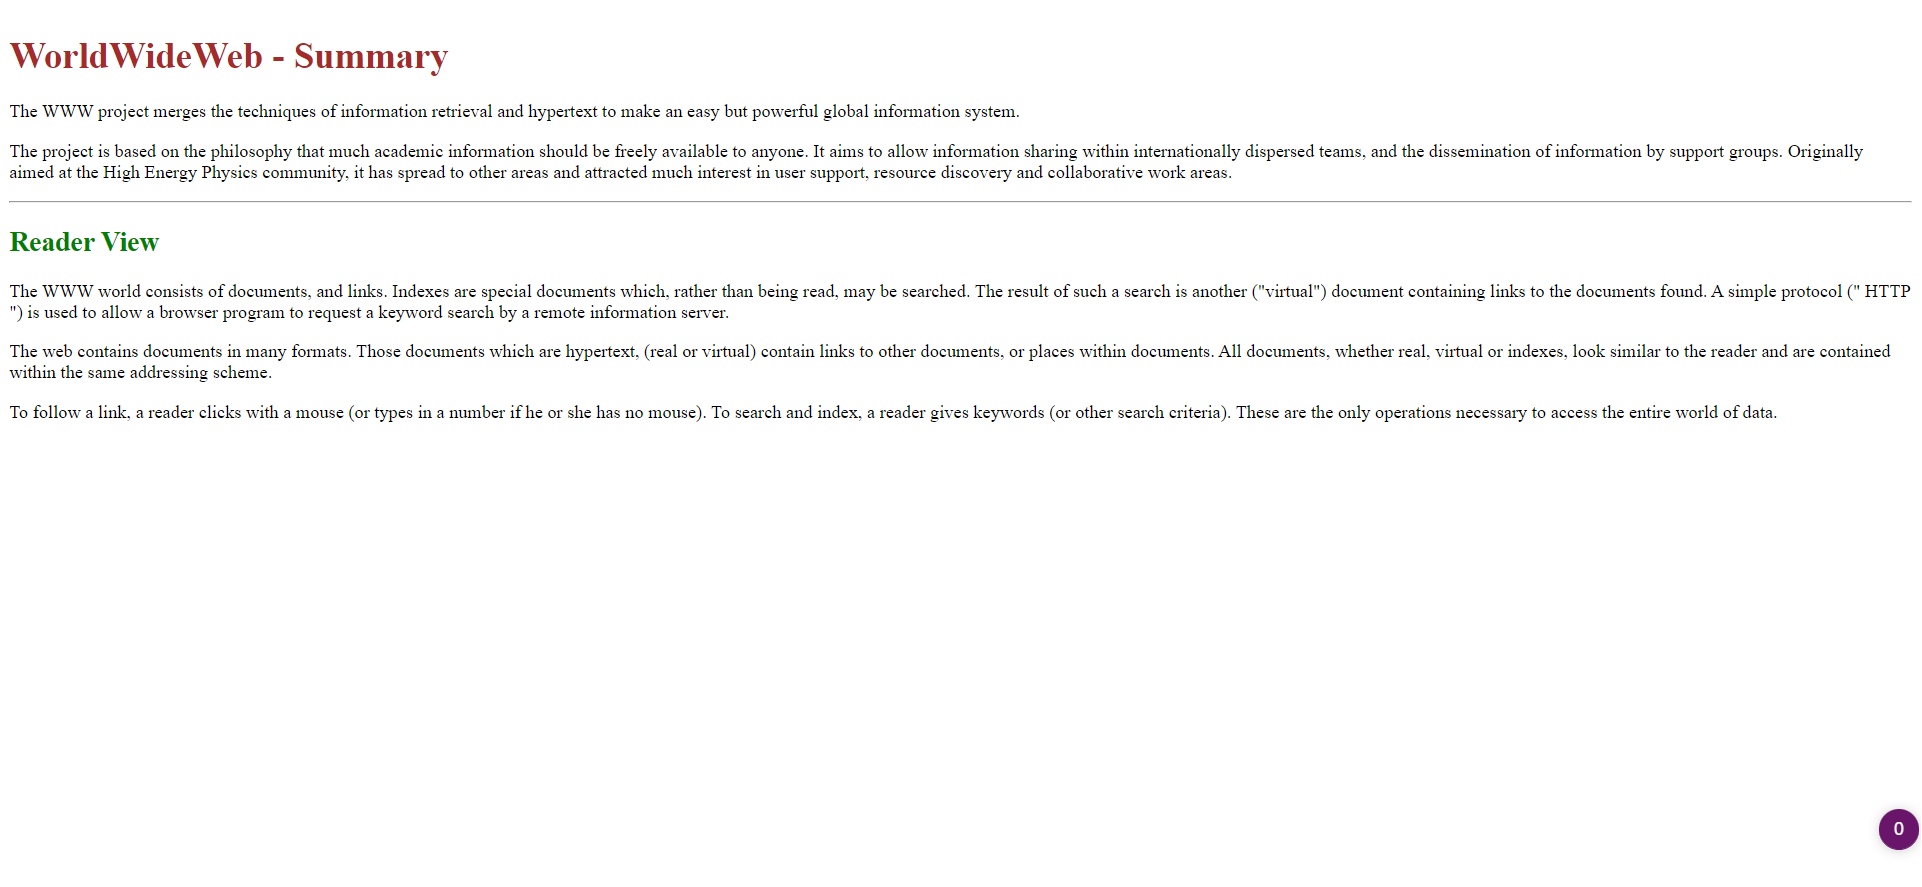 WorldWideWeb - Summary
The WWW project merges the techniques of information retrieval and hypertext to make an easy but powerful global information system.
The project is based on the philosophy that much academic information should be freely available to anyone. It aims to allow information sharing within internationally dispersed teams, and the dissemination of information by support groups. Originally
aimed at the High Energy Physics community, it has spread to other areas and attracted much interest in user support, resource discovery and collaborative work areas.
Reader View
The WWW world consists of documents, and links. Indexes are special documents which, rather than being read, may be searched. The result of such a search is another ("virtual") document containing links to the documents found. A simple protocol (" HTTP
") is used to allow a browser program to request a keyword search by a remote information server.
The web contains documents in many formats. Those documents which are hypertext, (real or virtual) contain links to other documents, or places within documents. All documents, whether real, virtual or indexes, look similar to the reader and are contained
within the same addressing scheme.
To follow a link, a reader clicks with a mouse (or types in a number if he or she has no mouse). To search and index, a reader gives keywords (or other search criteria). These are the only operations necessary to access the entire world of data.
0